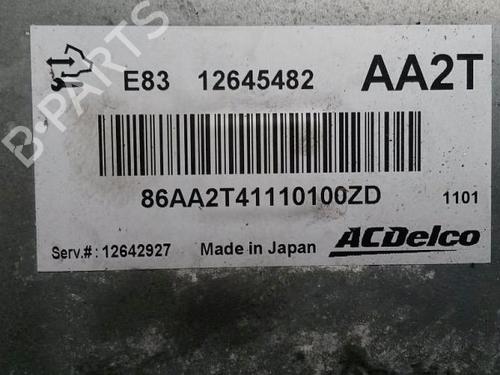 B-PARTS
E83 12645482 AA2T
86AA2T41110100ZD 1101
Serv.# : 12642927 Made in Japan ACDelco